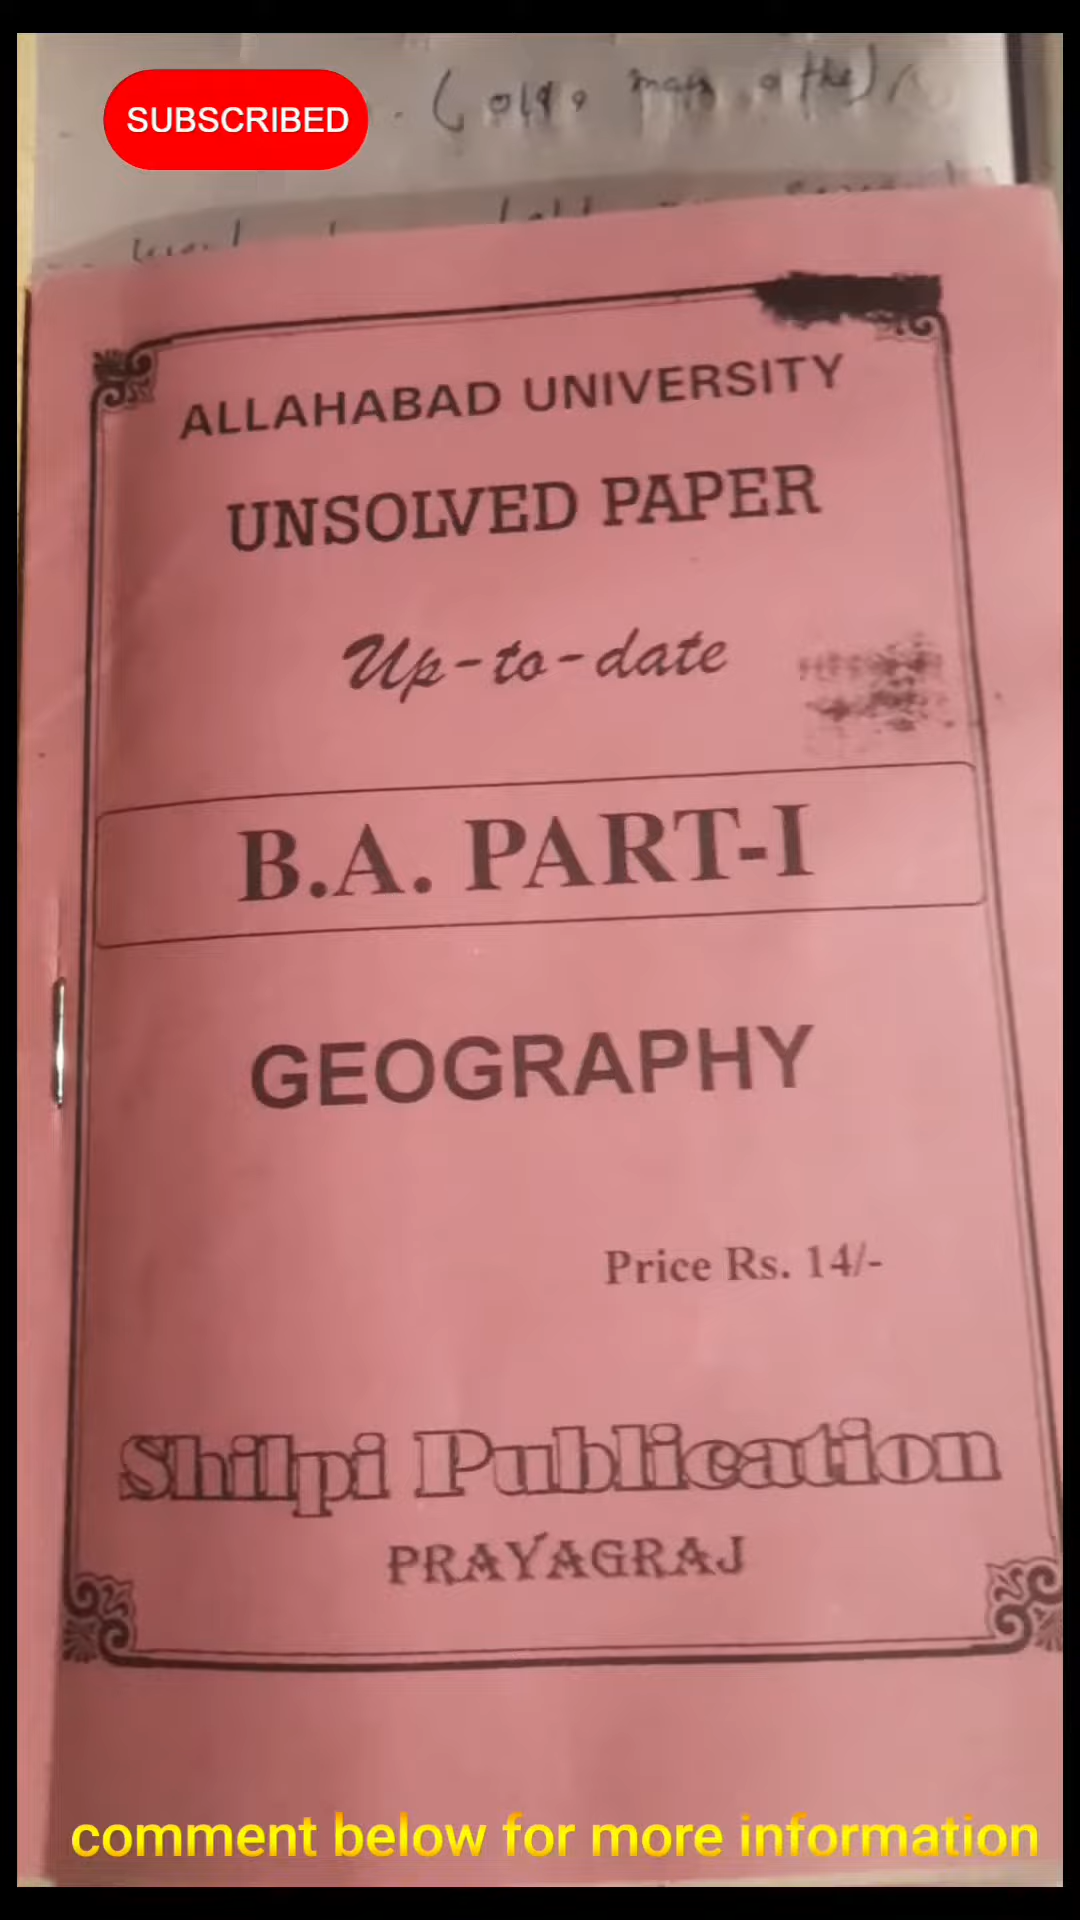 SUBSCRIBED
ALLAHABAD UNIVERSITY
UNSOLVED PAPER
Up-to-date
B.A. PART-I
GEOGRAPHY
Price Rs. 14/-
Shilpi Publication
PRAYAGRAJ
comment below for more information